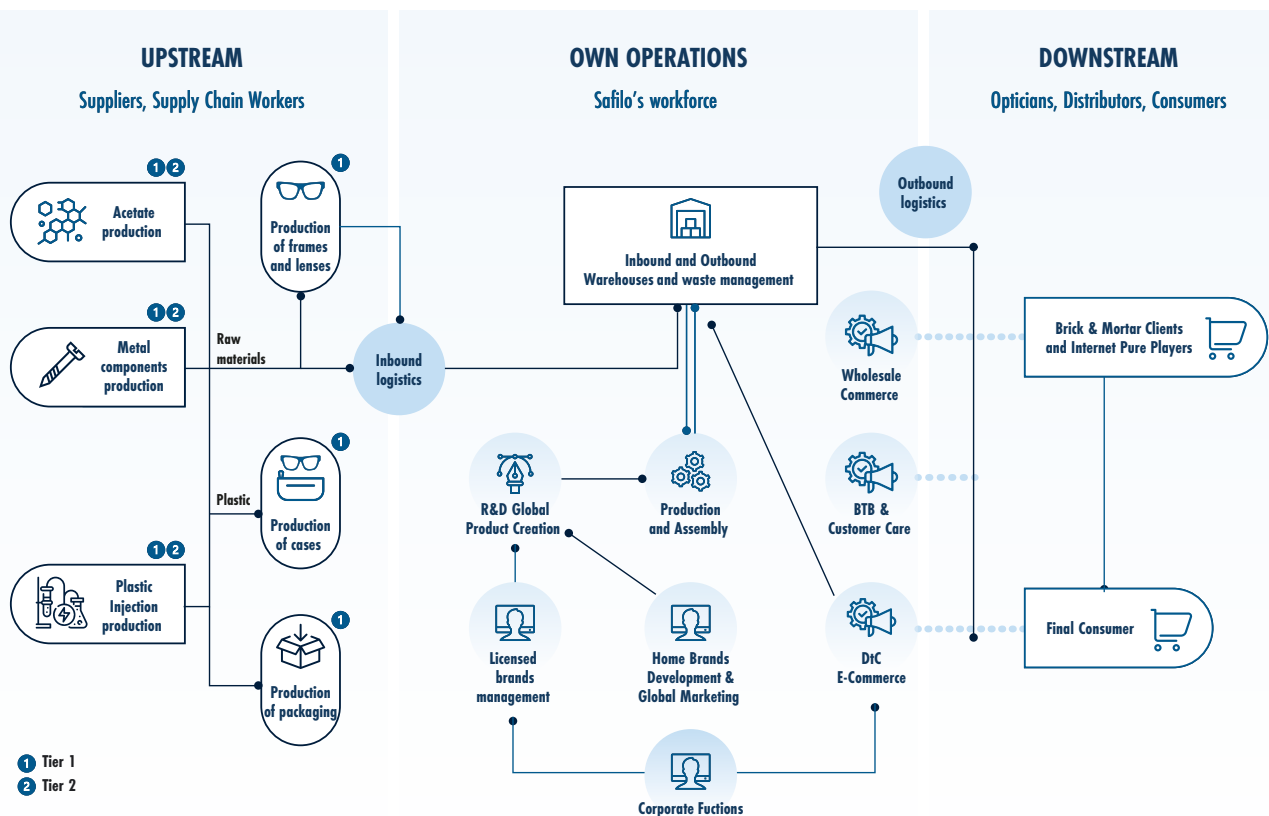 UPSTREAM
Suppliers, Supply Chain Workers
OWN OPERATIONS
Safilo's workforce
DOWNSTREAM
Opticians, Distributors, Consumers
1 2
Acetate
production
1
Production
of frames
and lenses
1 2
Metal
components
production
Raw
materials
Inbound
logistics
1
Plastic
Production
of cases
1 2
Plastic
Injection
production
1
Production
of packaging
1 Tier 1
2 Tier 2
Inbound and Outbound
Warehouses and waste management
Outbound
logistics
Wholesale
Commerce
R&D Global
Product Creation
Production
and Assembly
BTB &
Customer Care
Licensed
brands
management
Home Brands
Development &
Global Marketing
DtC
E-Commerce
Corporate Fuctions
Brick & Mortar Clients
and Internet Pure Players
Final Consumer